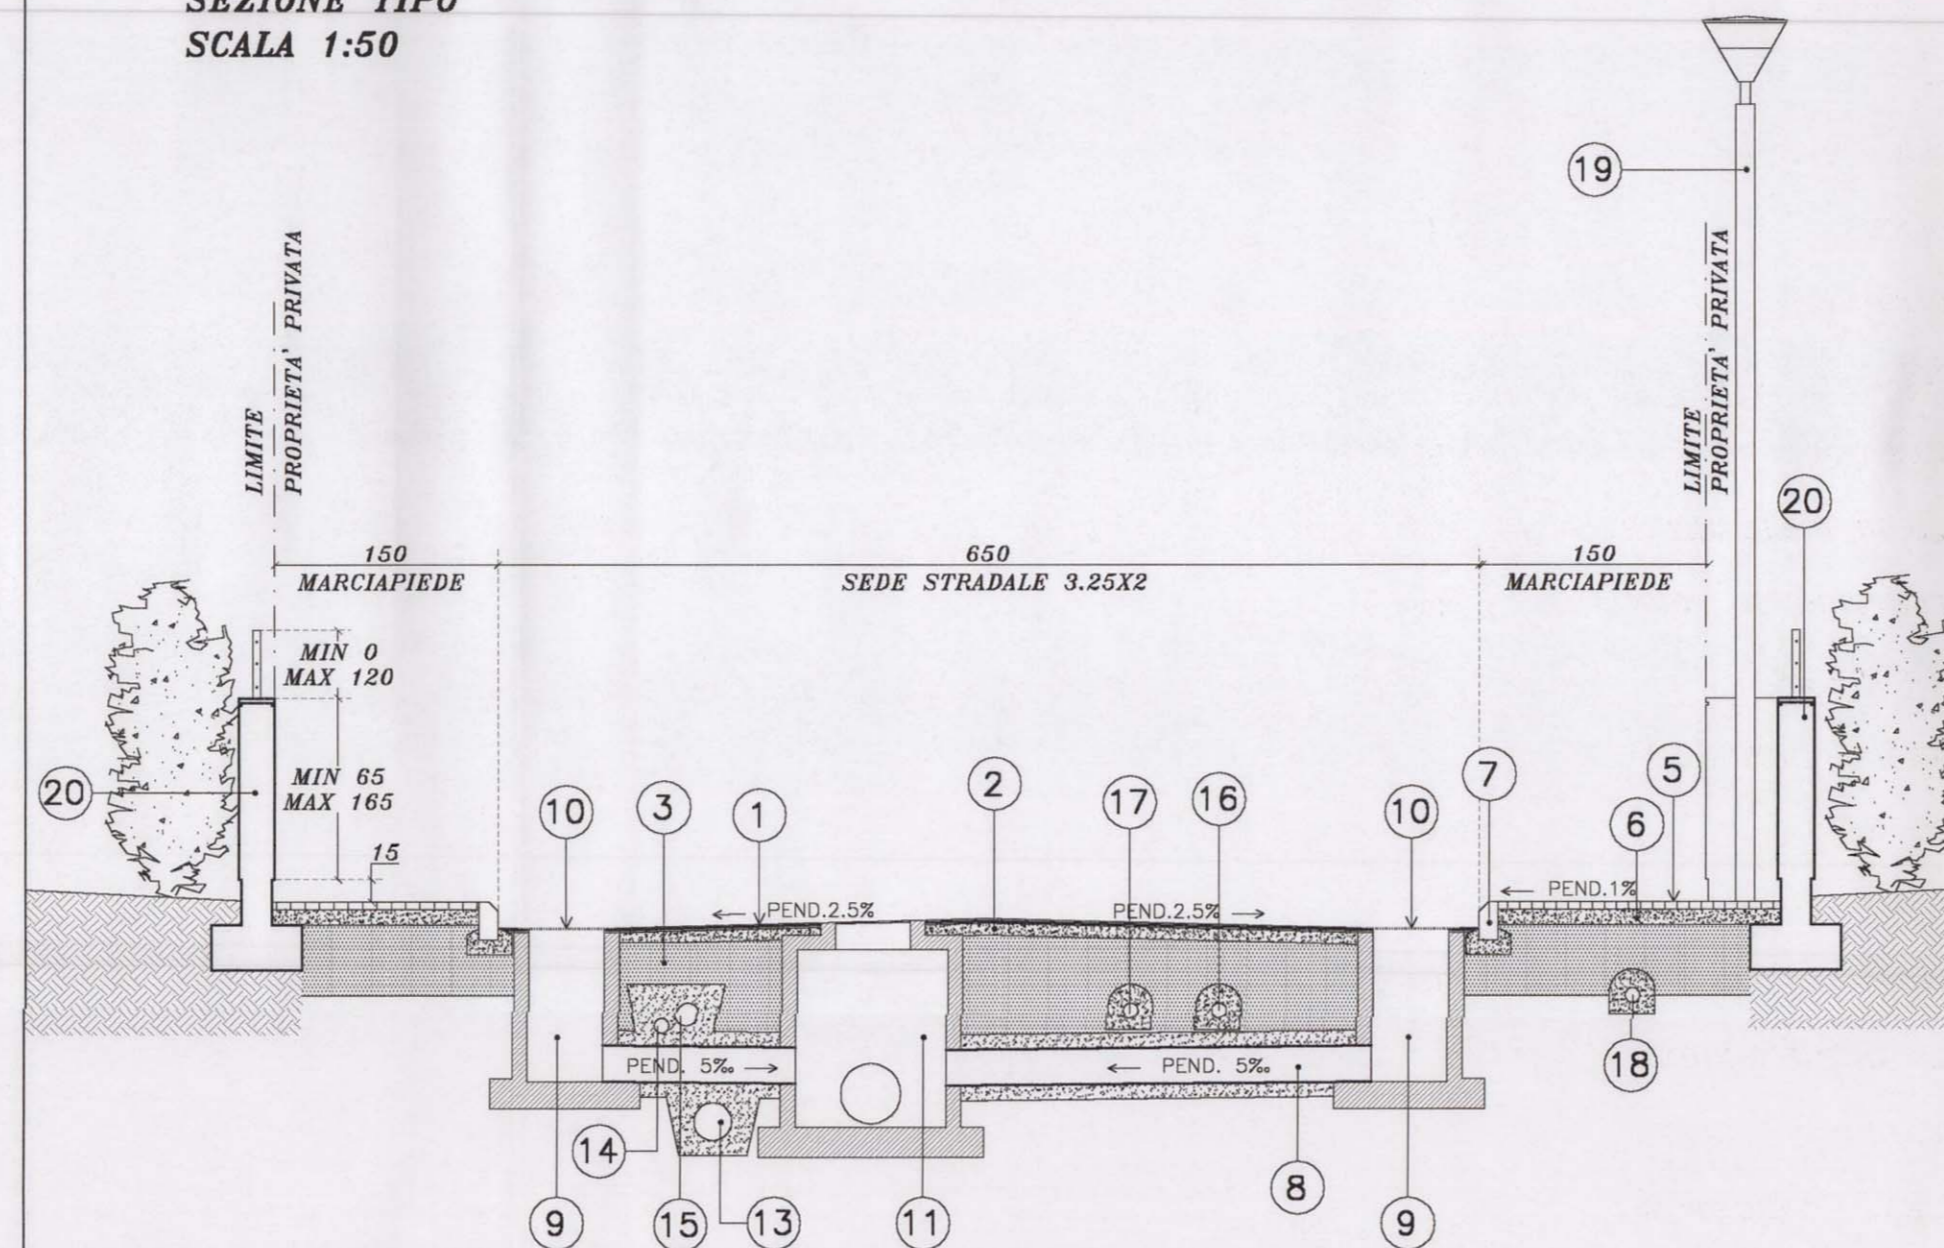 SEZIONE TIPO
SCALA 1:50
19
LIMITE
PROPRIETA' PRIVATA
LIMITE
PROPRIETA' PRIVATA
20
150
MARCIAPIEDE
650
SEDE STRADALE 3.25X2
150
MARCIAPIEDE
MIN 0
MAX 120
20
MIN 65
MAX 165
15
10
3
1
2
17
16
10
7
6
5
PEND.2.5%
PEND.2.5%
PEND.1%
PEND. 5‰
PEND. 5‰
18
14
8
9
15
13
11
9